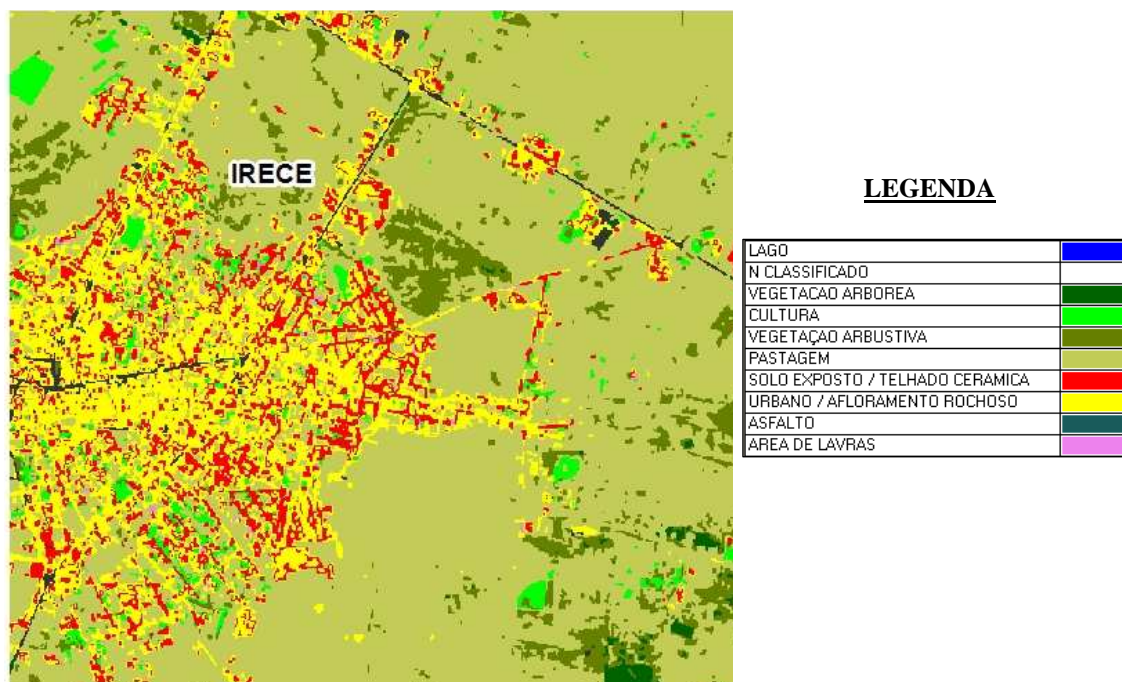 IRECE
LEGENDA
LAGO
N CLASSIFICADO
VEGETACAO ARBOREA
CULTURA
VEGETAÇAO ARBUSTIVA
PASTAGEM
SOLO EXPOSTO / TELHADO CERAMICA
URBANO / AFLORAMENTO ROCHOSO
ASFALTO
AREA DE LAVRAS